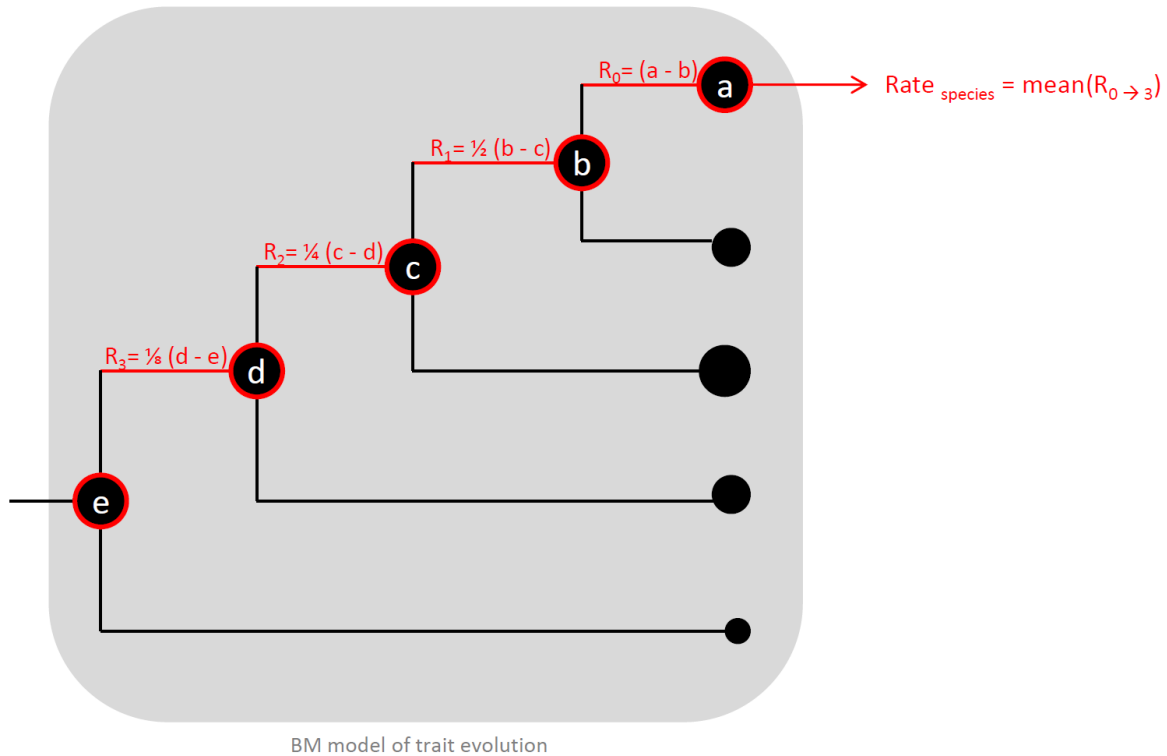 R₀= (a - b)
a
Rate species = mean(R₀ → ₃)
R₁= ½ (b - c)
b
R₂= ¼ (c - d)
c
R₃= ⅛ (d - e)
d
e
BM model of trait evolution